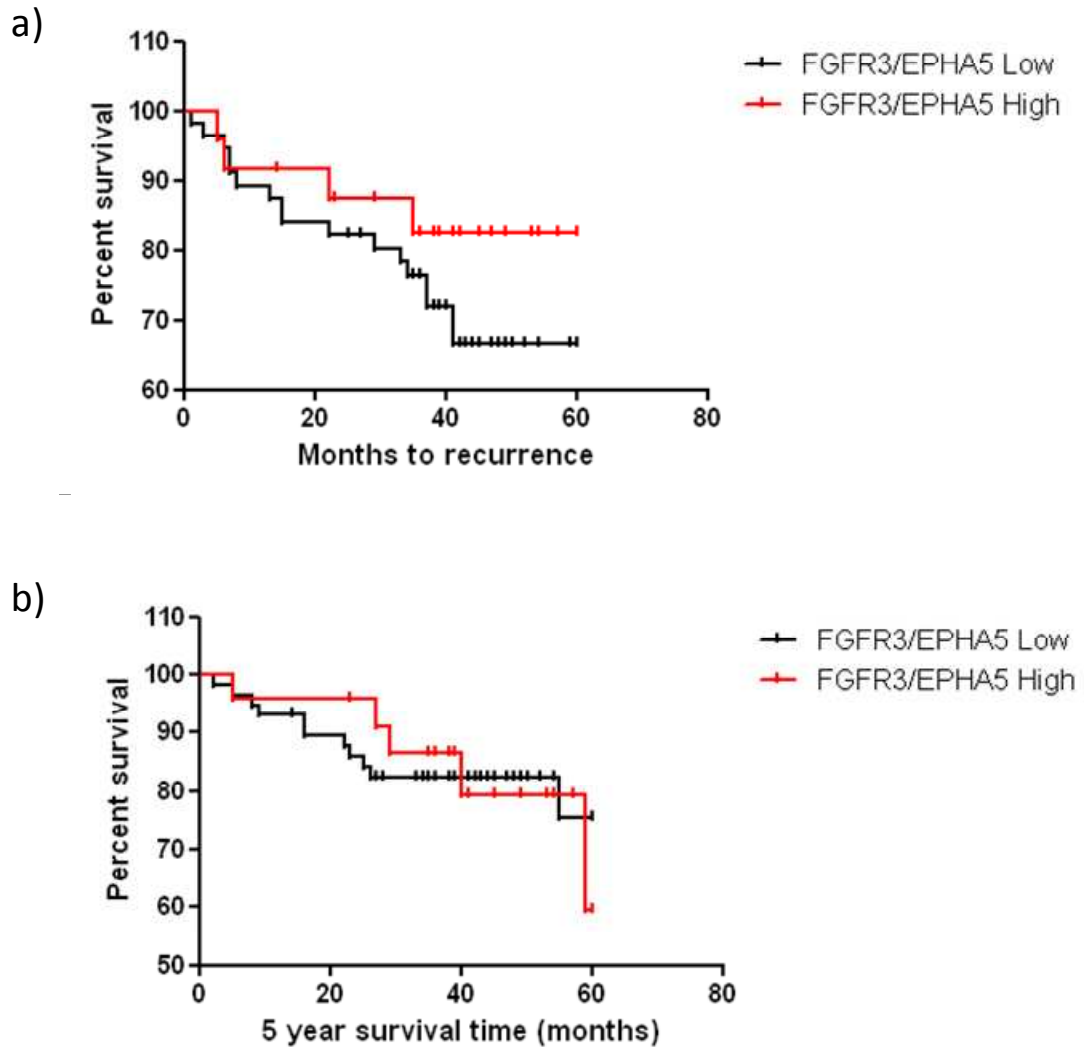 a)
110
100
90
80
70
60
Percent survival
0 20 40 60 80
Months to recurrence
FGFR3/EPHA5 Low
FGFR3/EPHA5 High
b)
110
100
90
80
70
60
50
Percent survival
0 20 40 60 80
5 year survival time (months)
FGFR3/EPHA5 Low
FGFR3/EPHA5 High